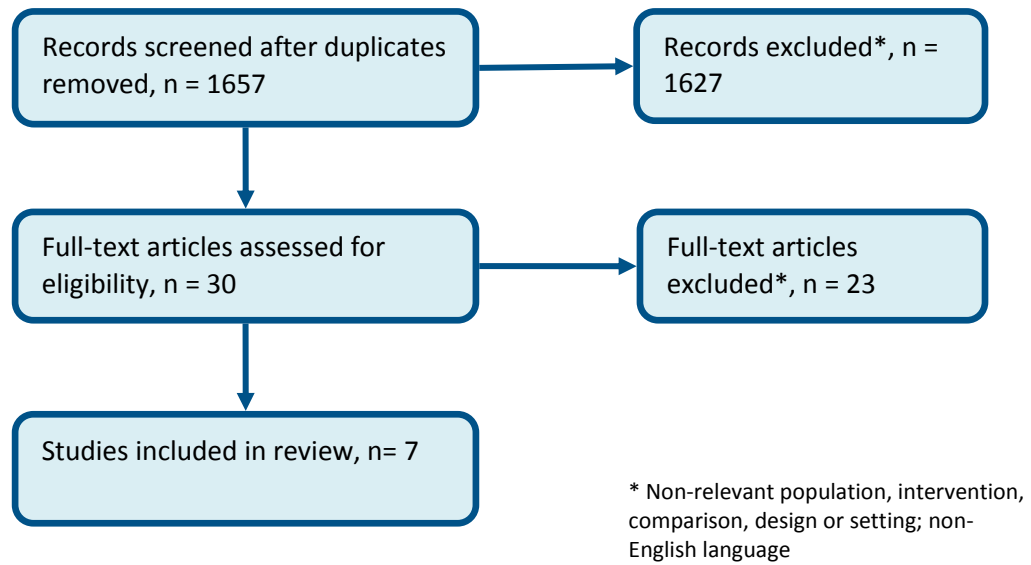 Records screened after duplicates
removed, n = 1657
Records excluded*, n =
1627
Full-text articles assessed for
eligibility, n = 30
Full-text articles
excluded*, n = 23
Studies included in review, n= 7
* Non-relevant population, intervention,
comparison, design or setting; non-
English language